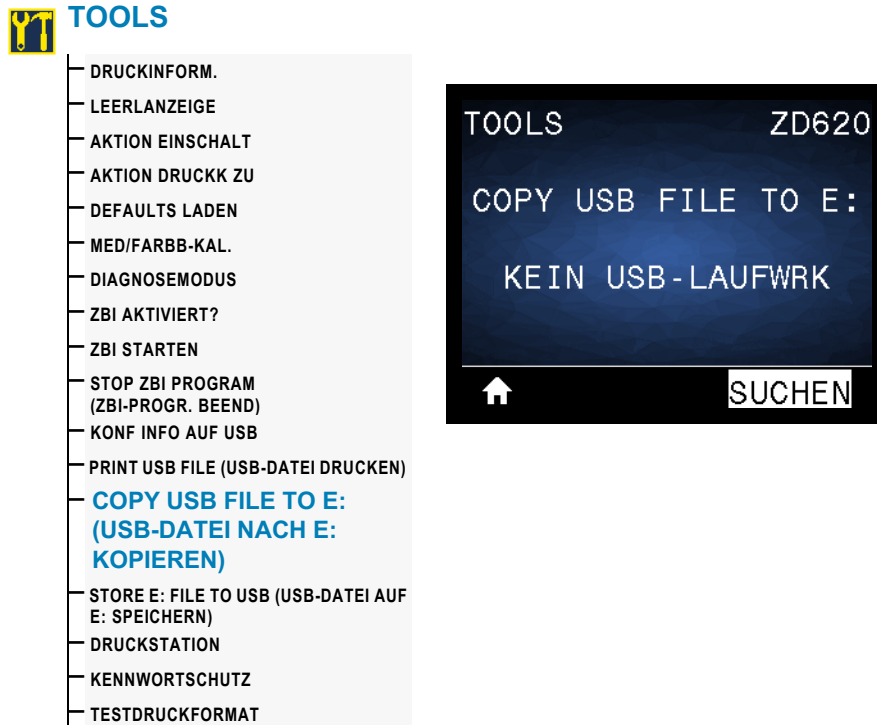 TOOLS
DRUCKINFORM.
LEERLANZEIGE
AKTION EINSCHALT
AKTION DRUCKK ZU
DEFAULTS LADEN
MED/FARBB-KAL.
DIAGNOSEMODUS
ZBI AKTIVIERT?
ZBI STARTEN
STOP ZBI PROGRAM
(ZBI-PROGR. BEEND)
KONF INFO AUF USB
PRINT USB FILE (USB-DATEI DRUCKEN)
COPY USB FILE TO E:
(USB-DATEI NACH E:
KOPIEREN)
STORE E: FILE TO USB (USB-DATEI AUF
E: SPEICHERN)
DRUCKSTATION
KENNWORTSCHUTZ
TESTDRUCKFORMAT
TOOLS ZD620
COPY USB FILE TO E:
KEIN USB-LAUFWRK
SUCHEN